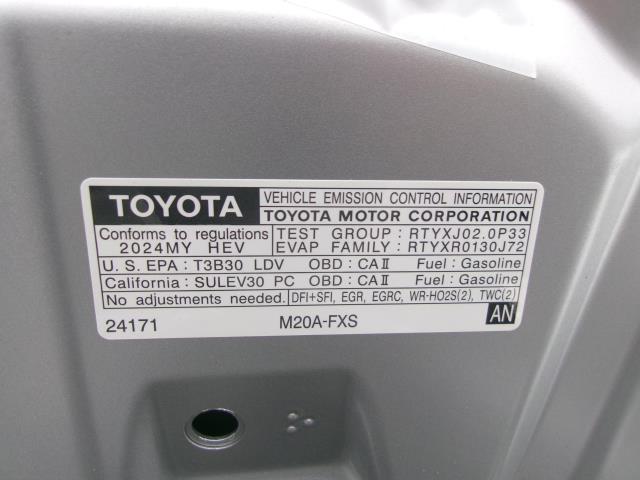 TOYOTA
VEHICLE EMISSION CONTROL INFORMATION
TOYOTA MOTOR CORPORATION
Conforms to regulations
2024MY HEV
TEST GROUP : RTYXJ02.0P33
EVAP FAMILY : RTYXR0130J72
U.S. EPA : T3B30 LDV OBD : CAⅡ Fuel : Gasoline
California : SULEV30 PC OBD : CAⅡ Fuel : Gasoline
No adjustments needed. DFI+SFI, EGR, EGRC, WR-HO2S(2), TWC(2)
24171 M20A-FXS AN